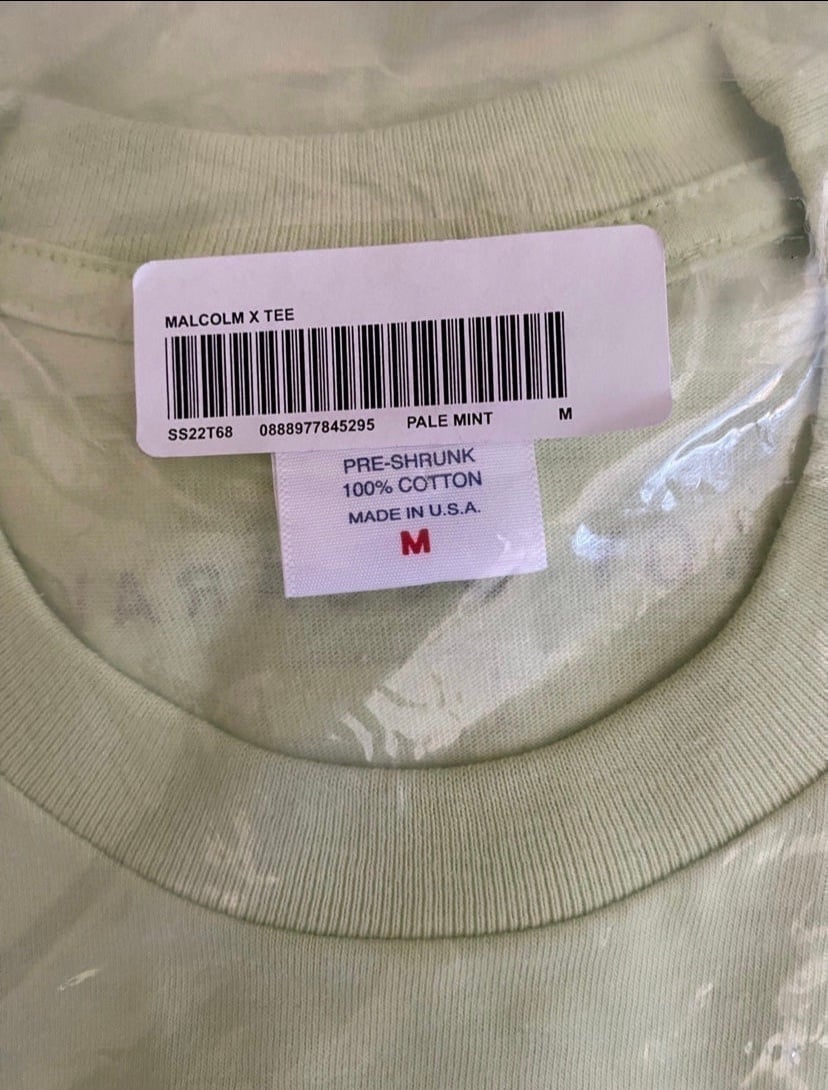 MALCOLM X TEE
SS22T68 0888977845295 PALE MINT M
PRE-SHRUNK
100% COTTON
MADE IN U.S.A.
M